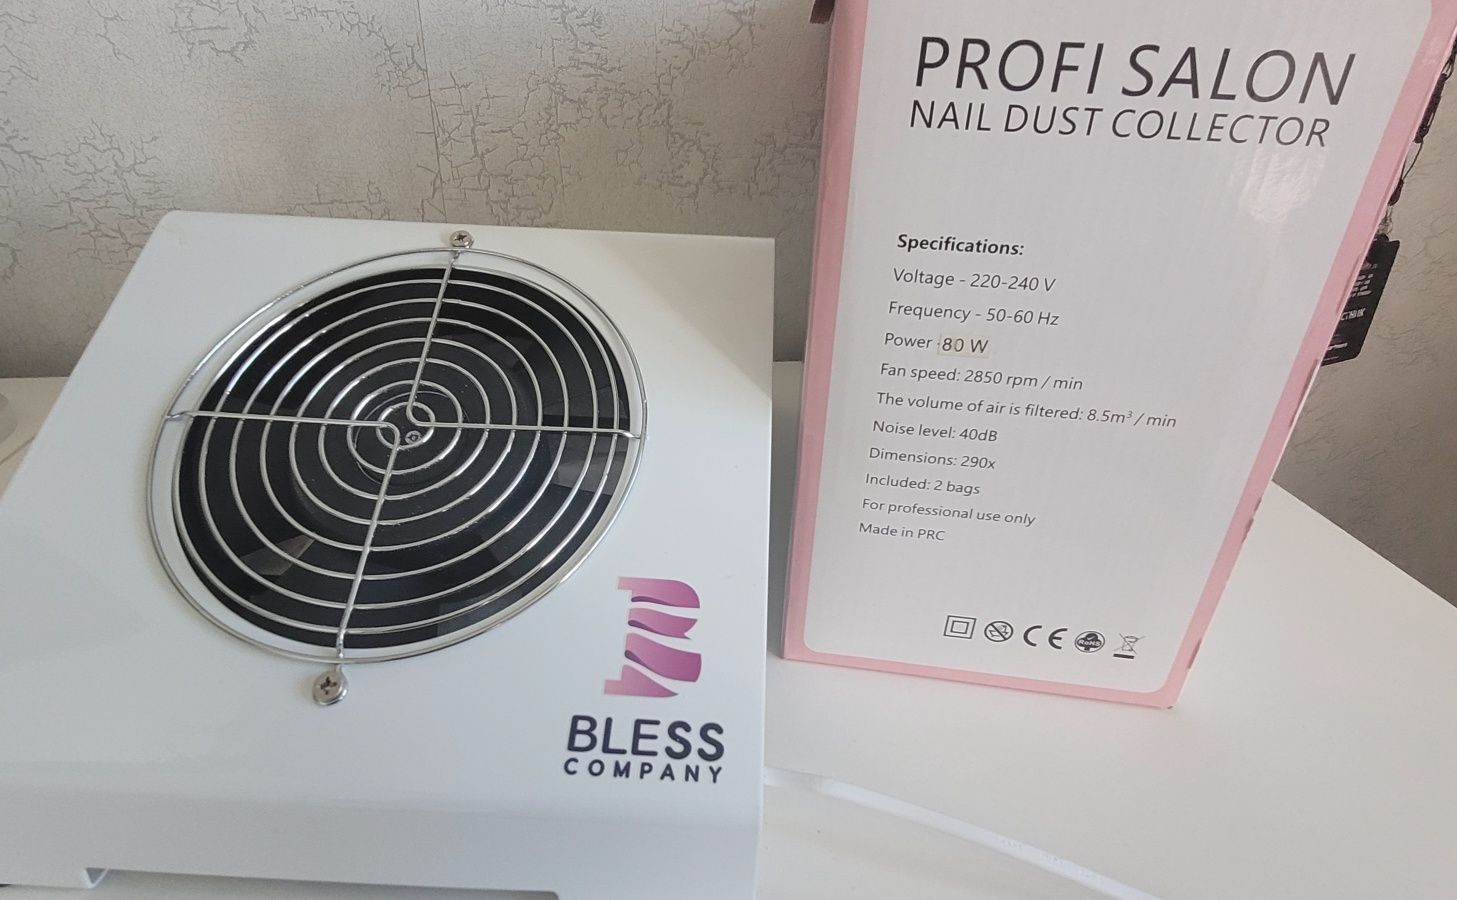 PROFI SALON
NAIL DUST COLLECTOR
Specifications:
Voltage - 220-240 V
Frequency - 50-60 Hz
Power - 80 W
Fan speed: 2850 rpm / min
The volume of air is filtered: 8.5m³ / min
Noise level: 40dB
Dimensions: 290x
Included: 2 bags
For professional use only
Made in PRC
CE
RoHS
BLESS
COMPANY